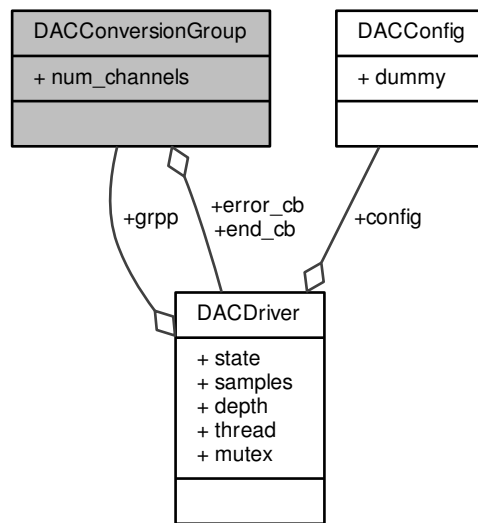 DACConversionGroup
+ num_channels
DACConfig
+ dummy
+grpp
+error_cb
+end_cb
+config
DACDriver
+ state
+ samples
+ depth
+ thread
+ mutex